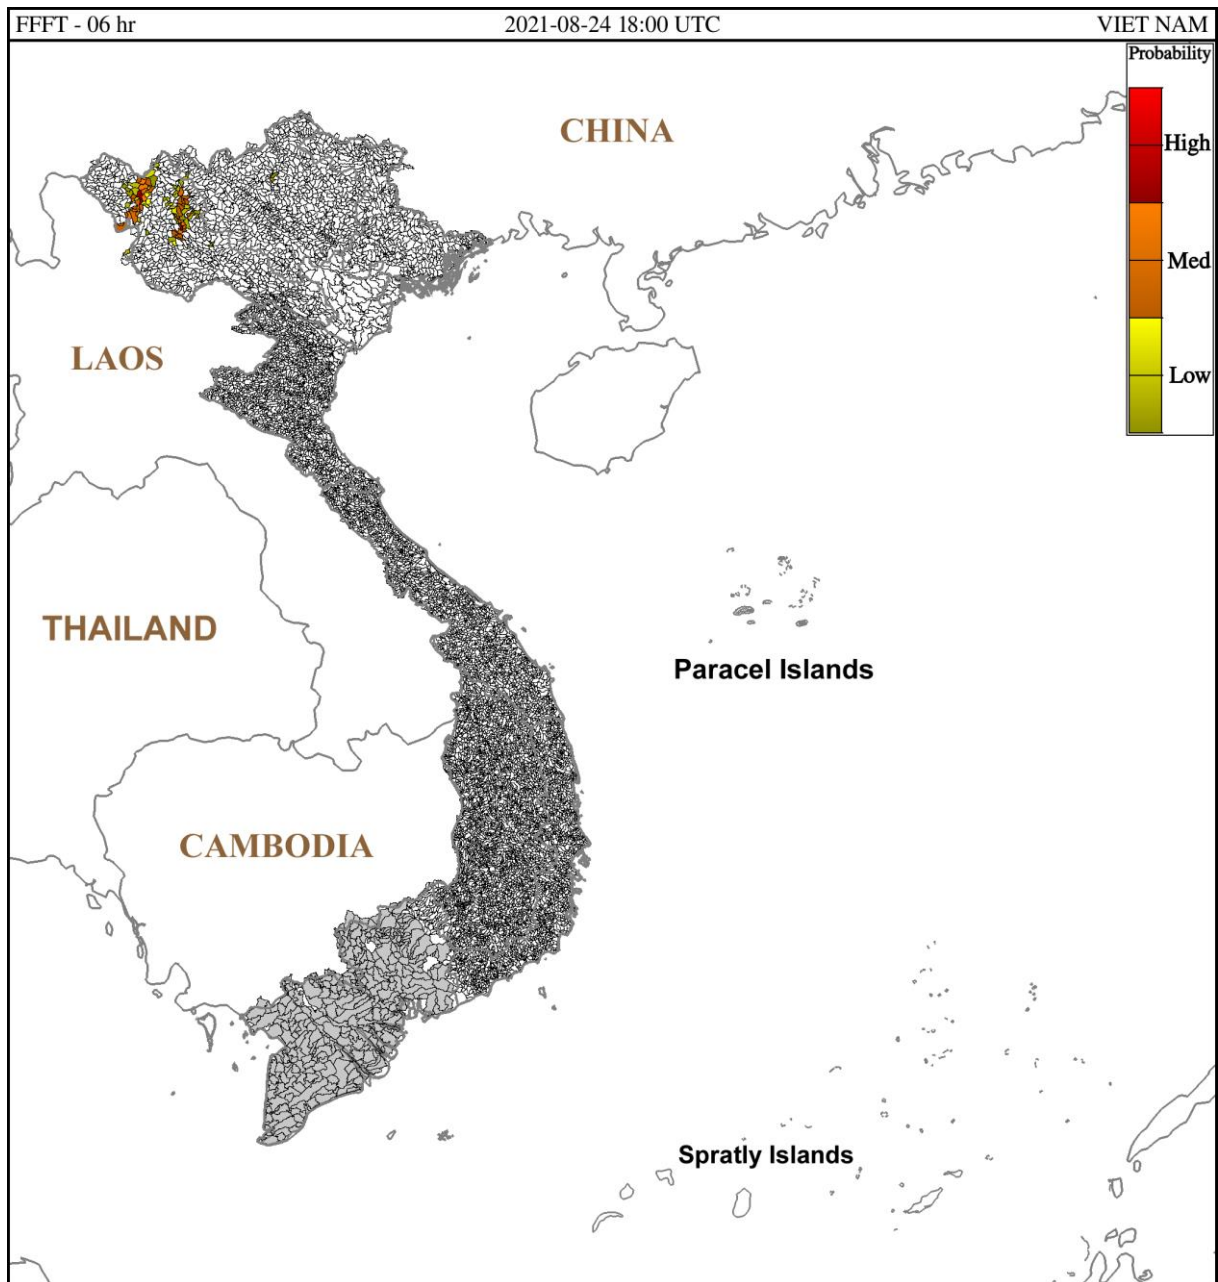 FFFT - 06 hr
2021-08-24 18:00 UTC
VIET NAM
Probability
High
Med
Low
CHINA
LAOS
THAILAND
Paracel Islands
CAMBODIA
Spratly Islands